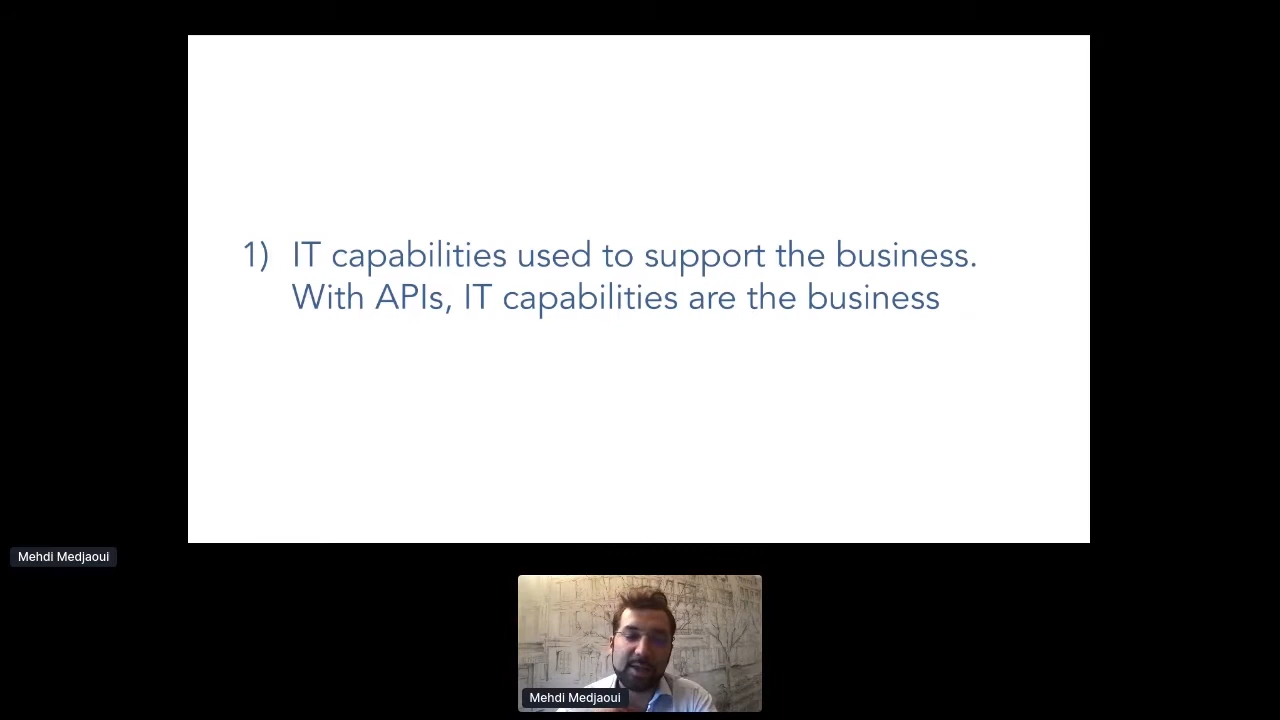 1) IT capabilities used to support the business.
With APIs, IT capabilities are the business
Mehdi Medjaoui
Mehdi Medjaoui